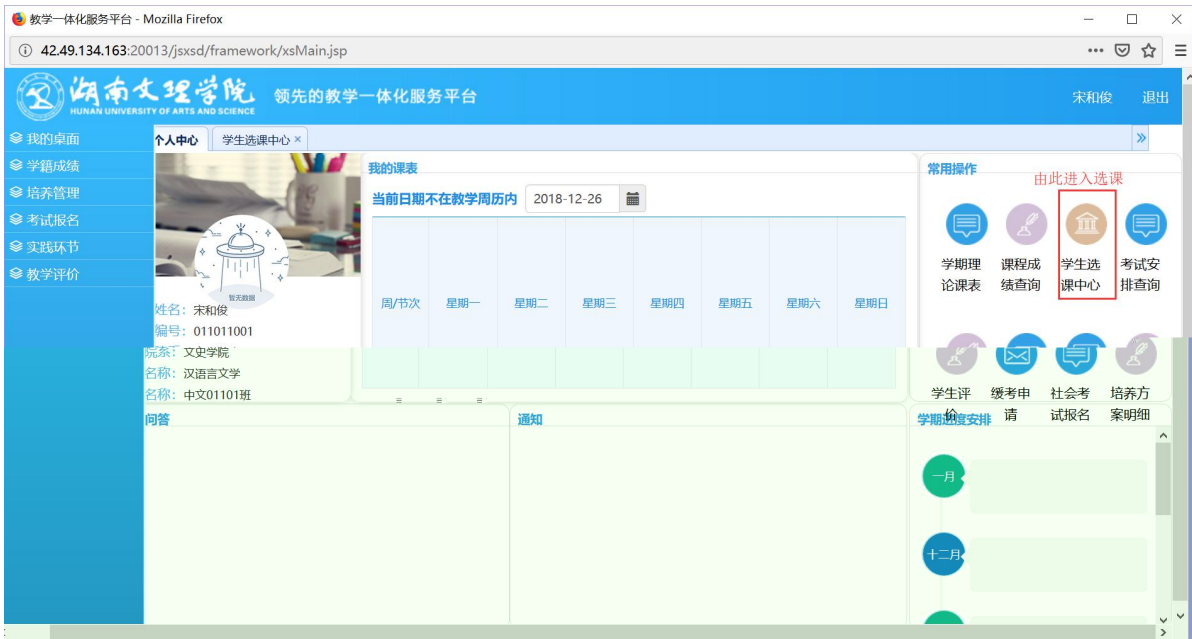 教学一体化服务平台 - Mozilla Firefox
42.49.134.163:20013/jsxsd/framework/xsMain.jsp
湖南文理学院
HUNAN UNIVERSITY OF ARTS AND SCIENCE
领先的教学一体化服务平台
宋和俊 退出
我的桌面
学籍成绩
培养管理
考试报名
实践环节
教学评价
个人中心 学生选课中心 ×
暂无数据
姓名：宋和俊
编号：011011001
院系：文史学院
名称：汉语言文学
名称：中文01101班
我的课表
当前日期不在教学周历内 2018-12-26
周/节次 星期一 星期二 星期三 星期四 星期五 星期六 星期日
常用操作
由此进入选课
学期理论课表
课程成绩查询
学生选课中心
考试安排查询
学生评价
缓考申请
社会考试报名
培养方案明细
问答
通知
学期进度安排
一月
十二月